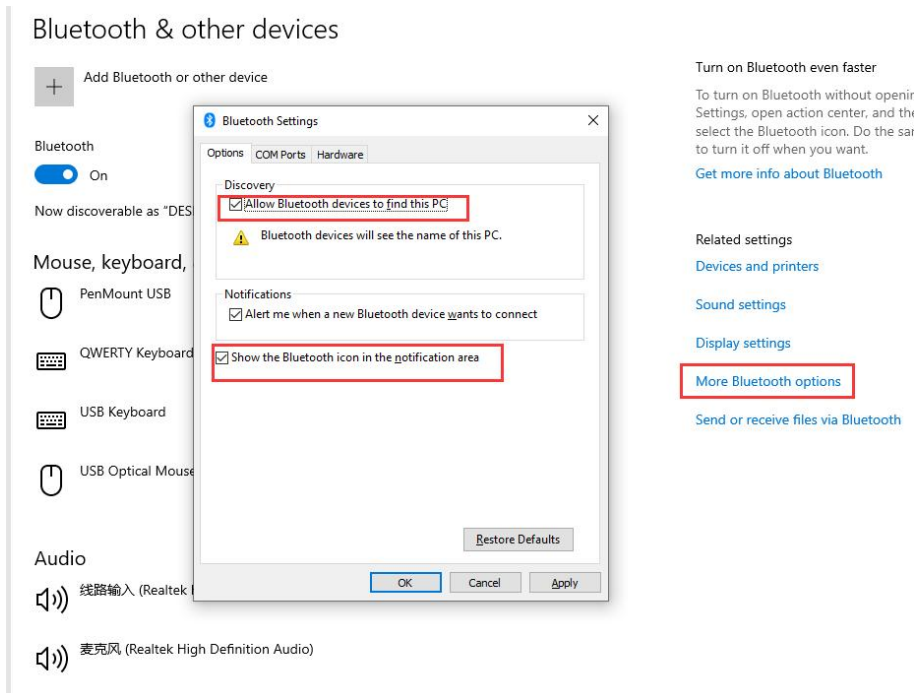 Bluetooth & other devices
Add Bluetooth or other device
Bluetooth
On
Now discoverable as "DES
Mouse, keyboard,
PenMount USB
QWERTY Keyboard
USB Keyboard
USB Optical Mouse
Audio
线路输入 (Realtek
麦克风 (Realtek High Definition Audio)
Bluetooth Settings
Options COM Ports Hardware
Discovery
Allow Bluetooth devices to find this PC
Bluetooth devices will see the name of this PC.
Notifications
Alert me when a new Bluetooth device wants to connect
Show the Bluetooth icon in the notification area
Restore Defaults
OK Cancel Apply
Turn on Bluetooth even faster
To turn on Bluetooth without
Settings, open action center, and
select the Bluetooth icon. Do the
to turn it off when you want.
Get more info about Bluetooth
Related settings
Devices and printers
Sound settings
Display settings
More Bluetooth options
Send or receive files via Bluetooth